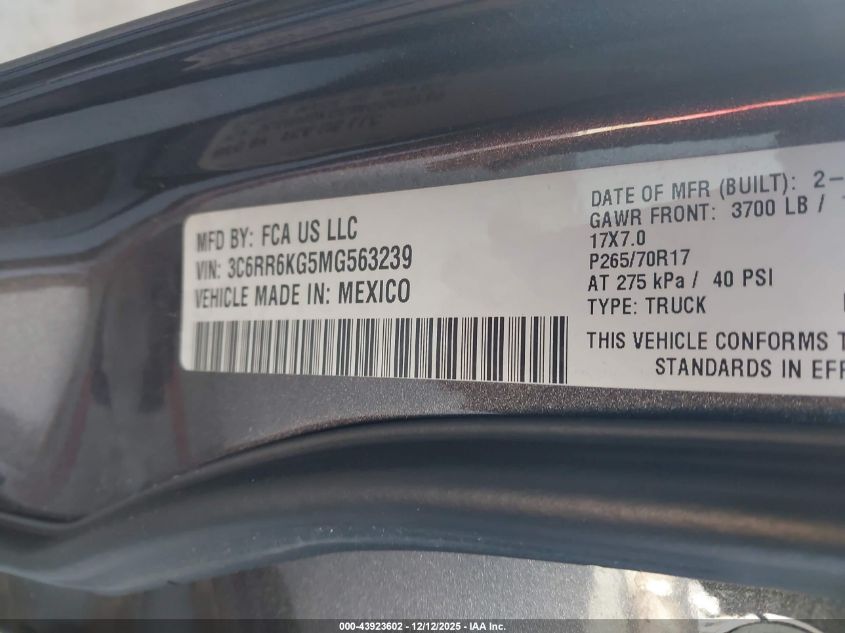 MFD BY: FCA US LLC
VIN: 3C6RR6KG5MG563239
VEHICLE MADE IN: MEXICO
DATE OF MFR (BUILT): 2-
GAWR FRONT: 3700 LB /
17X7.0
P265/70R17
AT 275 kPa / 40 PSI
TYPE: TRUCK
THIS VEHICLE CONFORMS T
STANDARDS IN EFF
000-43923602 - 12/12/2025 - IAA Inc.